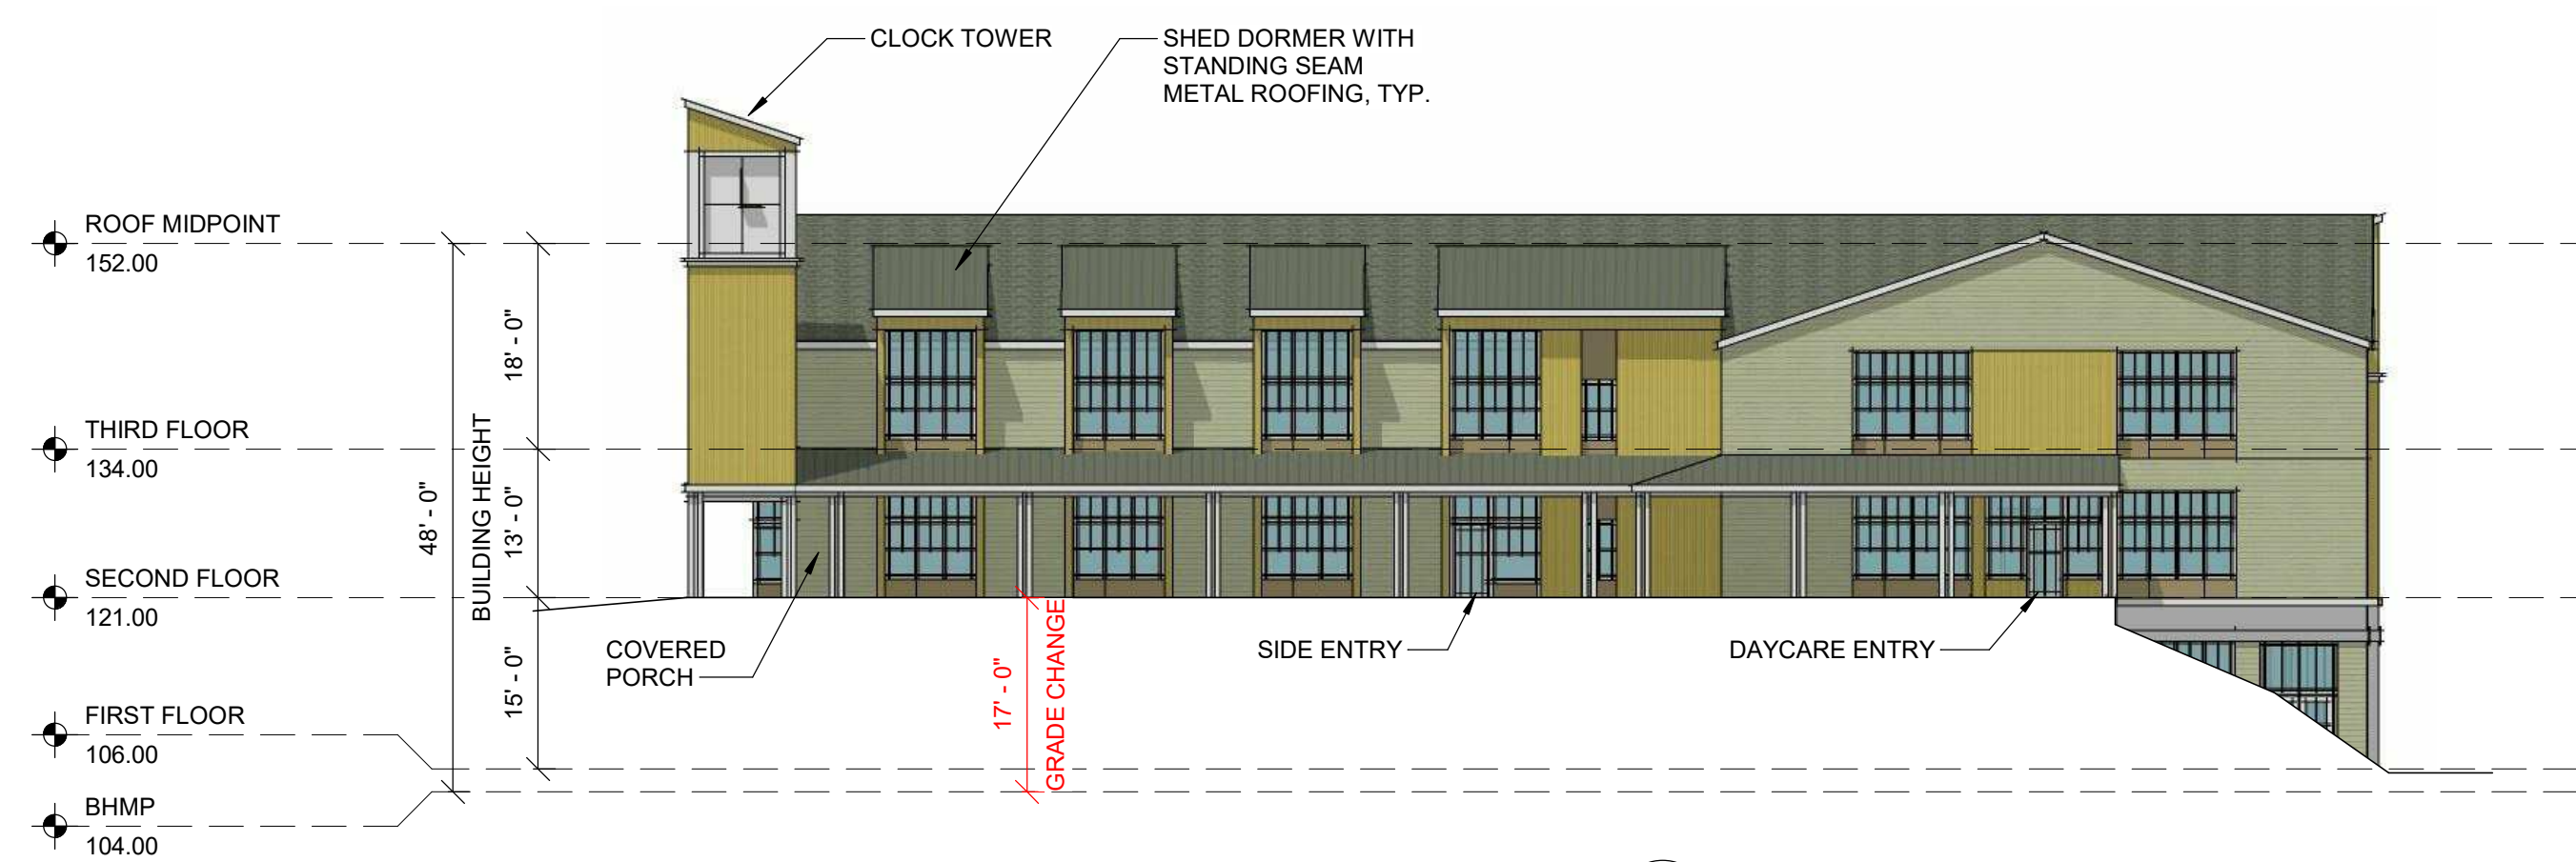 CLOCK TOWER
SHED DORMER WITH
STANDING SEAM
METAL ROOFING, TYP.
ROOF MIDPOINT
152.00
18' - 0"
THIRD FLOOR
134.00
48' - 0"
BUILDING HEIGHT
13' - 0"
SECOND FLOOR
121.00
COVERED
PORCH
SIDE ENTRY
DAYCARE ENTRY
15' - 0"
17' - 0"
GRADE CHANGE
FIRST FLOOR
106.00
BHMP
104.00